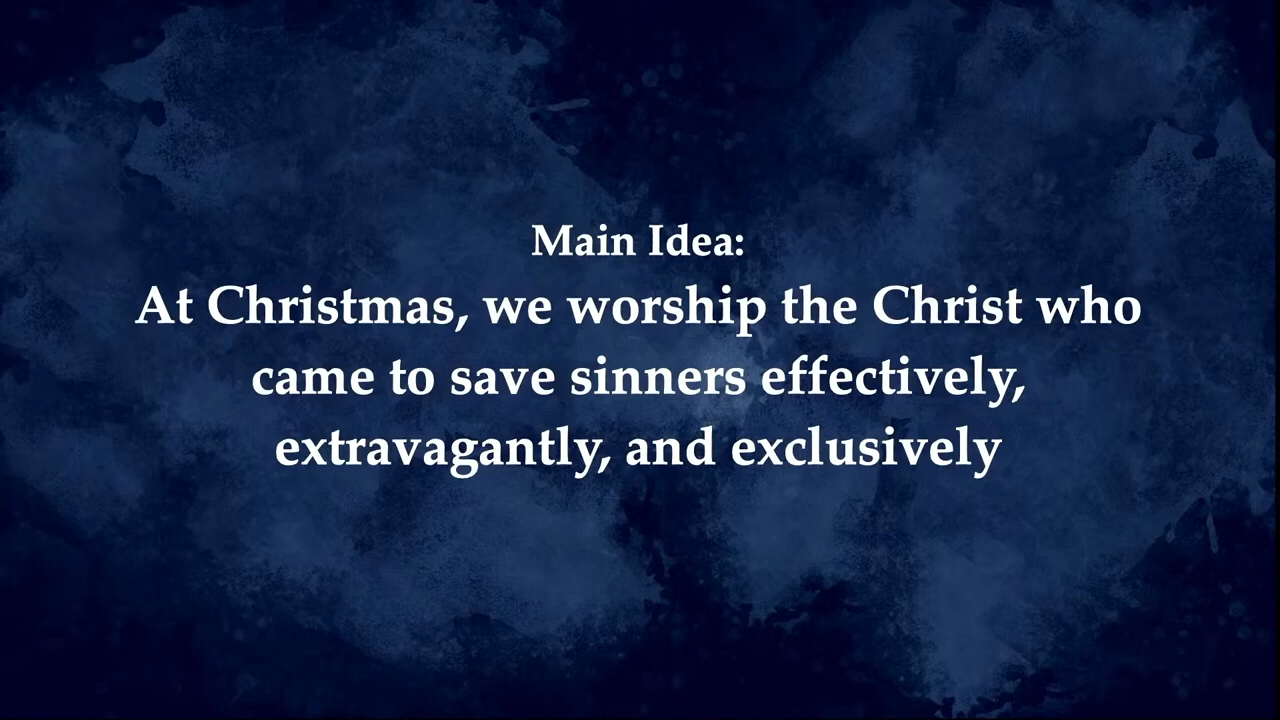 Main Idea:
At Christmas, we worship the Christ who
came to save sinners effectively,
extravagantly, and exclusively